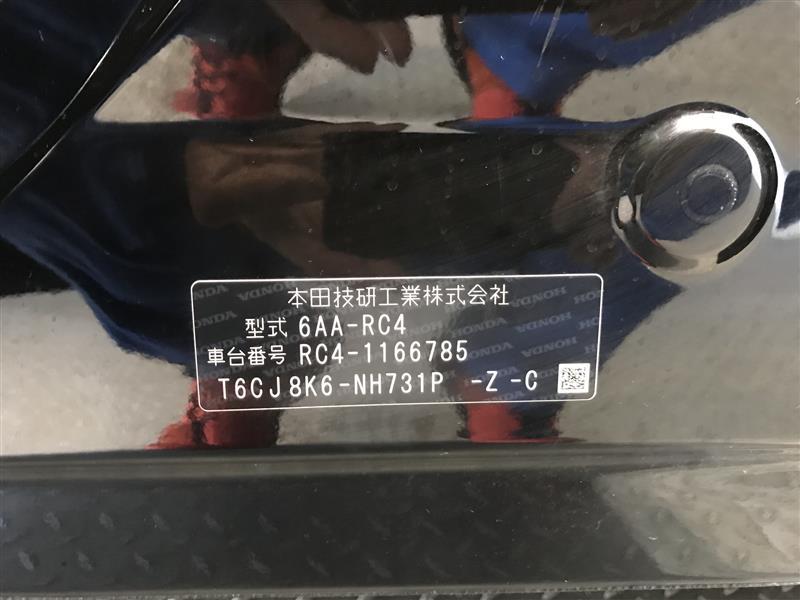 本田技研工業株式会社
型式 6AA-RC4
車台番号 RC4-1166785
T6CJ8K6-NH731P -Z -C